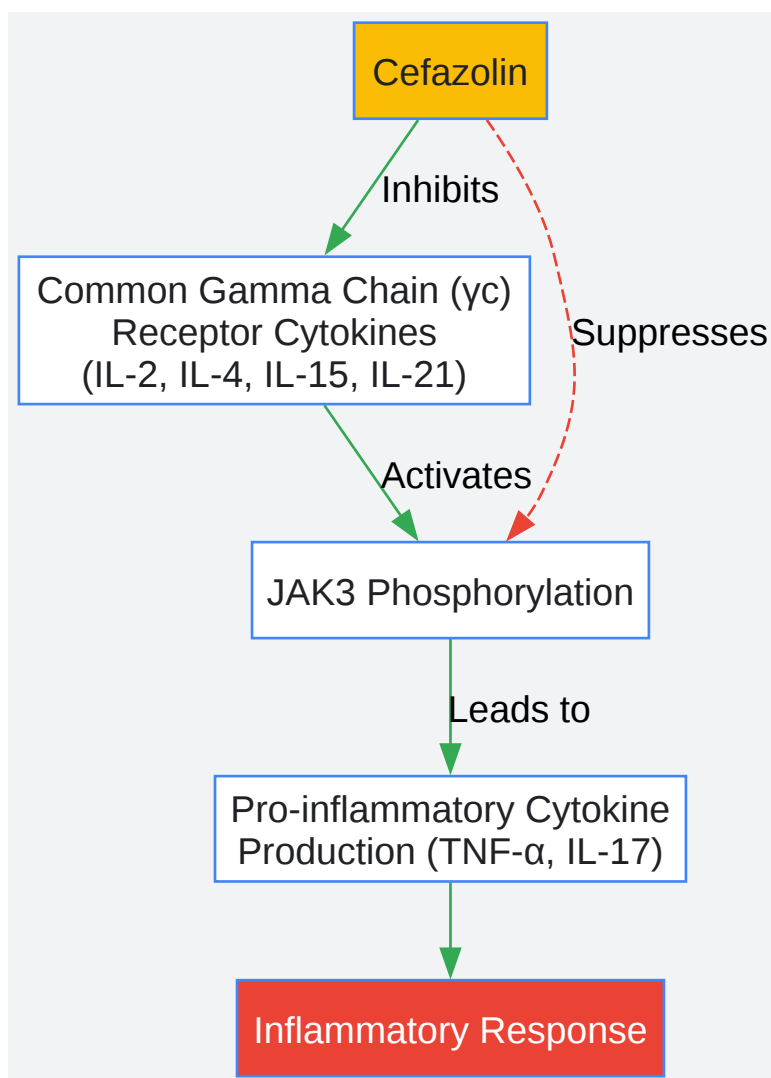 Cefazolin
Inhibits
Common Gamma Chain (γc)
Receptor Cytokines
(IL-2, IL-4, IL-15, IL-21)
Suppresses
Activates
JAK3 Phosphorylation
Leads to
Pro-inflammatory Cytokine
Production (TNF-α, IL-17)
Inflammatory Response